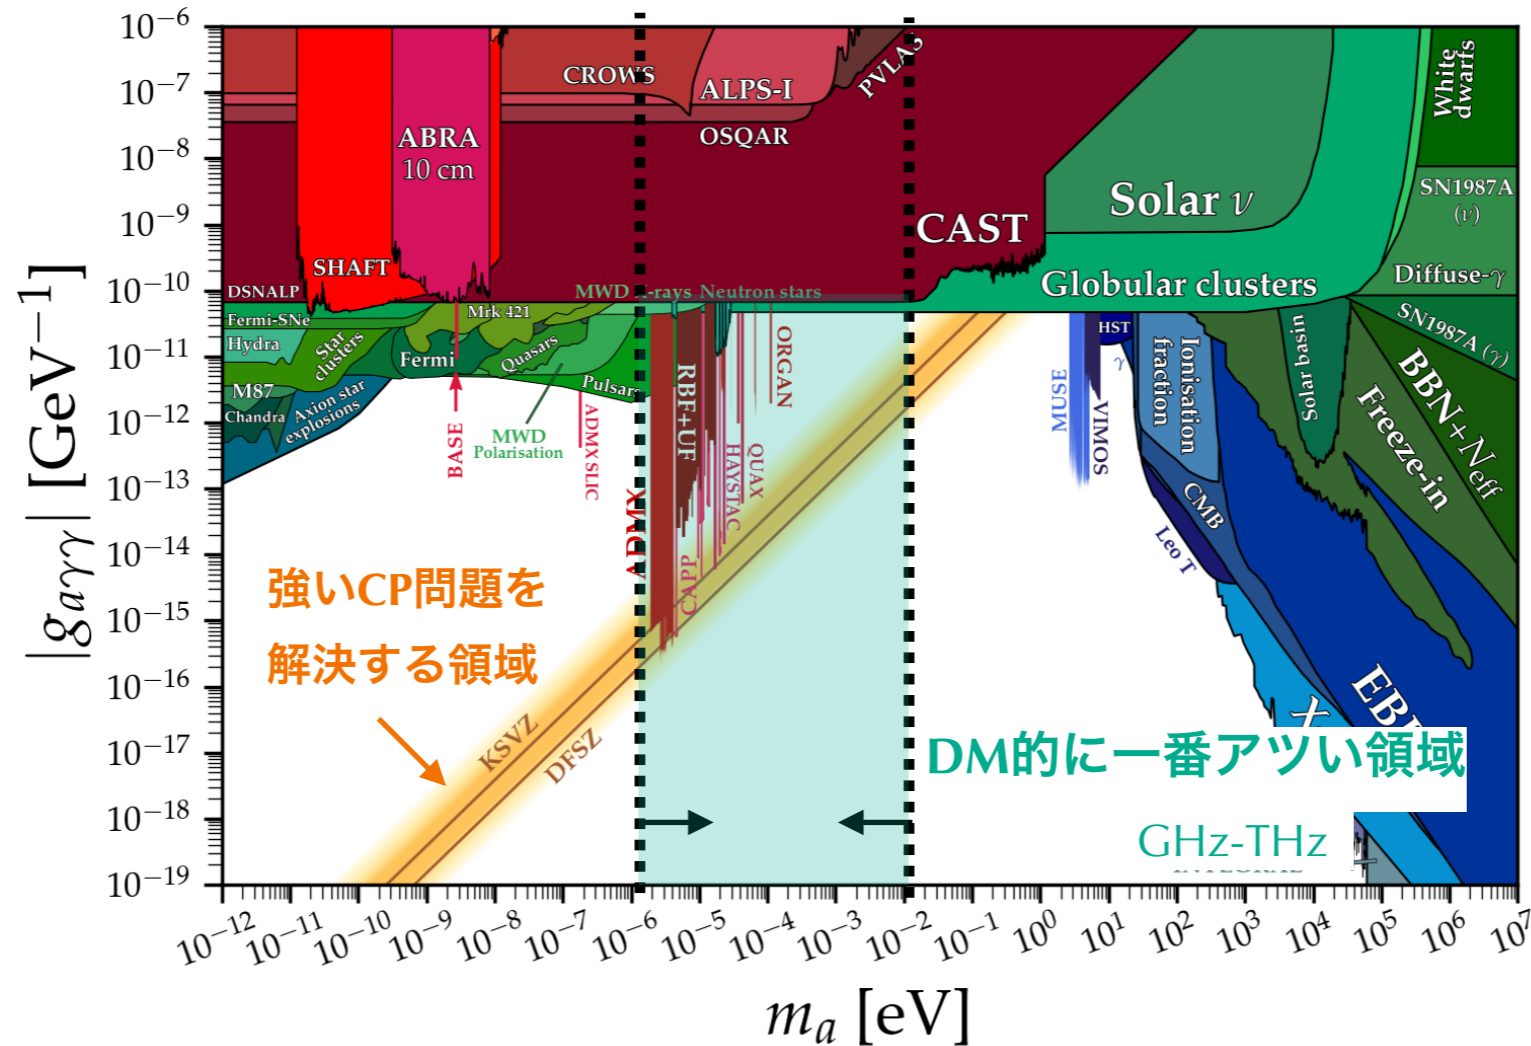 |g_{aγγ}| [GeV^{−1}]
10^{−6}
10^{−7}
10^{−8}
10^{−9}
10^{−10}
10^{−11}
10^{−12}
10^{−13}
10^{−14}
10^{−15}
10^{−16}
10^{−17}
10^{−18}
10^{−19}
CROWS
ALPS-I
OSQAR
PVLAS
ABRA
10 cm
SHAFT
CAST
Solar ν
Globular clusters
White
dwarfs
SN1987A
(ν)
Diffuse-γ
SN1987A (γ)
DSNALP
Fermi-SNe
Hydra
M87
Chandra
Star
clusters
Axion star
explosions
Fermi
Mrk 421
Quasars
Pulsars
MWD X-rays
Neutron stars
BASE
MWD
Polarisation
ADMX SLIC
ADMX
RBF+UF
CAPP
HAYSTAC
QUAX
ORGAN
MUSE
VIMOS
HST
γ
Ionisation
fraction
CMB
Leo T
Solar basin
Freeze-in
BBN+N_{eff}
強いCP問題を
解決する領域
KSVZ
DFSZ
DM的に一番アツい領域
GHz-THz
10^{−12}
10^{−11}
10^{−10}
10^{−9}
10^{−8}
10^{−7}
10^{−6}
10^{−5}
10^{−4}
10^{−3}
10^{−2}
10^{−1}
10^{0}
10^{1}
10^{2}
10^{3}
10^{4}
10^{5}
10^{6}
10^{7}
m_a [eV]